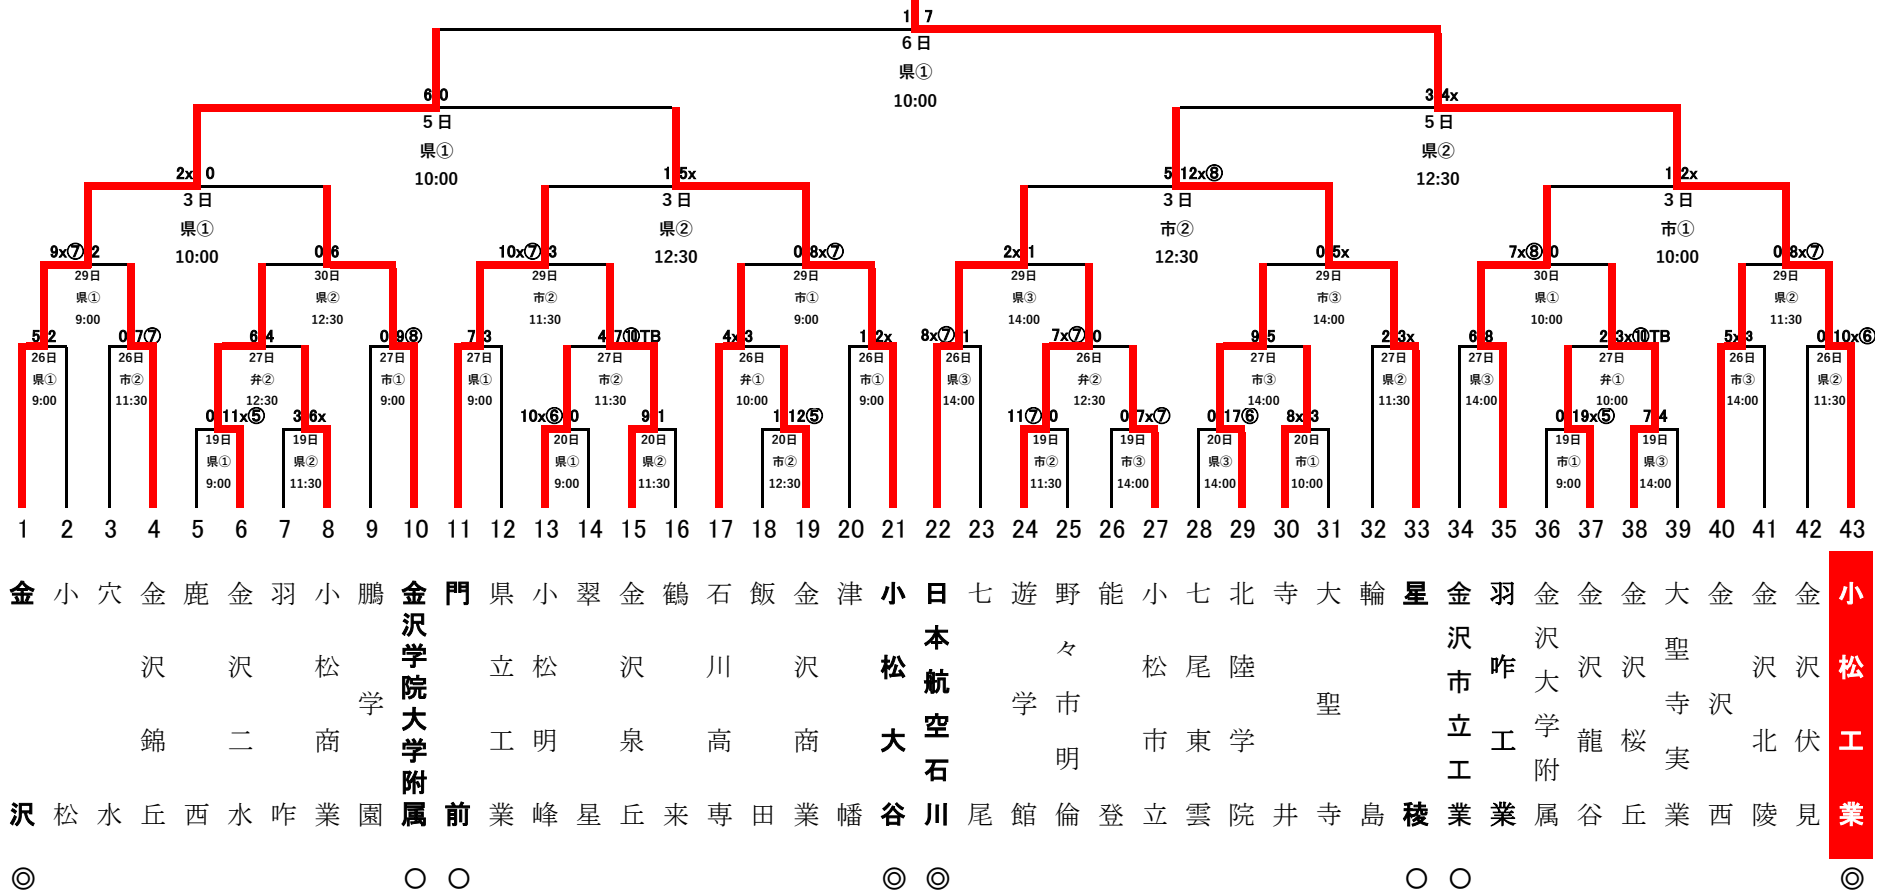 1 7
6日
県①
10:00
6 0
5日
県①
10:00
3 4x
5日
県②
12:30
2x 0
3日
県①
10:00
1 5x
3日
県②
12:30
5 12x⑧
3日
市②
12:30
1 2x
3日
市①
10:00
9x⑦ 2
29日
県①
9:00
0 6
30日
県②
12:30
10x⑦ 3
29日
市②
11:30
0 8x⑦
29日
市①
9:00
2x 1
29日
県③
14:00
0 5x
29日
市③
14:00
7x⑧ 0
30日
県①
10:00
0 8x⑦
29日
県②
11:30
5 2
26日
県①
9:00
0 7⑦
26日
市②
11:30
6 4
27日
弁②
12:30
0 9⑧
27日
市①
9:00
7 3
27日
県①
9:00
4 7⑩TB
27日
市②
11:30
4x 3
26日
弁①
10:00
1 2x
26日
市①
9:00
8x⑦ 1
26日
県③
14:00
7x⑦ 0
26日
弁②
12:30
9 5
27日
市③
14:00
2 3x
27日
県②
11:30
6 8
27日
県③
14:00
2 3x⑩TB
27日
弁①
10:00
5x 3
26日
市③
14:00
0 10x⑥
26日
県②
11:30
0 11x⑤
19日
県①
9:00
3 6x
19日
県②
11:30
10x⑥ 0
20日
県①
9:00
9 1
20日
県②
11:30
1 12⑤
20日
市②
12:30
11⑦ 0
19日
市②
11:30
0 7x⑦
19日
市③
14:00
0 17⑥
20日
県③
14:00
8x 3
20日
市①
10:00
0 19x⑤
19日
市①
9:00
7 4
19日
県③
14:00
1 2 3 4 5 6 7 8 9 10 11 12 13 14 15 16 17 18 19 20 21 22 23 24 25 26 27 28 29 30 31 32 33 34 35 36 37 38 39 40 41 42 43
金沢
小松
穴水
金沢錦丘
鹿西
金沢二水
羽咋
小松商業
鵬学園
金沢学院大学附属
門前
県立工業
小松明峰
翠星
金沢泉丘
鶴来
石川高専
飯田
金沢商業
津幡
小松大谷
日本航空石川
七尾
遊学館
野々市明倫
能登
小松市立
七尾東雲
北陸学院
寺井
大聖寺
輪島
星稜
金沢市立工業
羽咋工業
金沢大学附属
金沢龍谷
金沢桜丘
大聖寺実業
金沢西
金沢北陵
金沢伏見
小松工業
◎ ○ ○ ◎ ◎ ○ ○ ◎